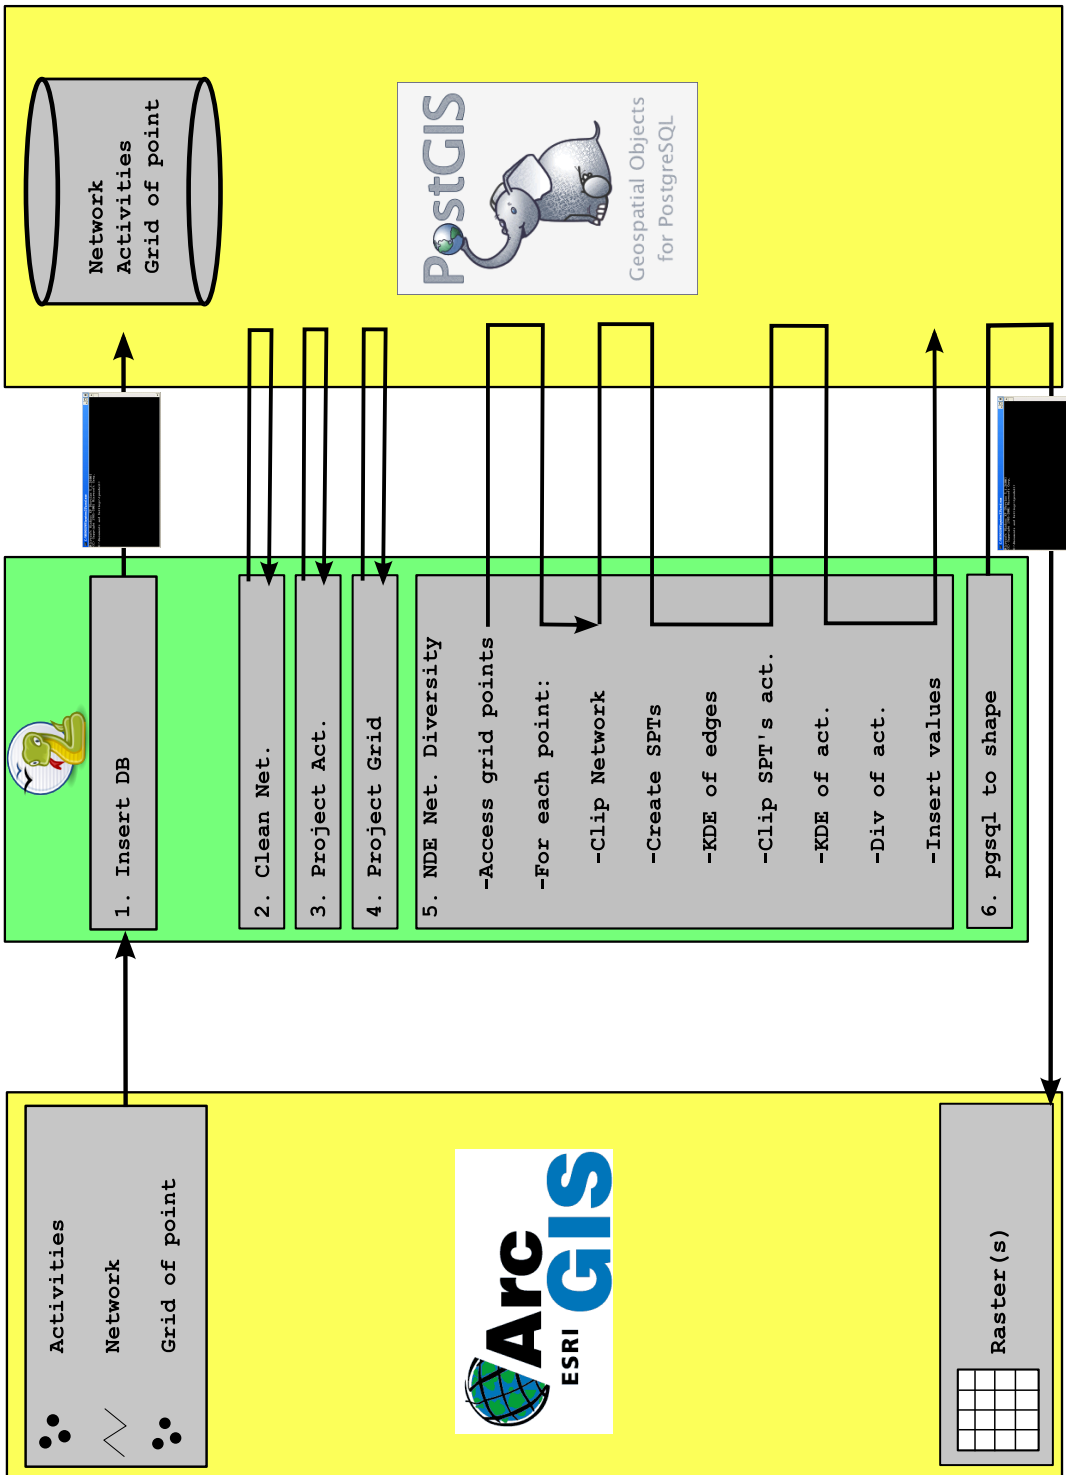 Activities
Network
Grid of point
ESRI
Arc
GIS
Raster(s)
1. Insert DB
2. Clean Net.
3. Project Act.
4. Project Grid
5. NDE Net. Diversity
-Access grid points
-For each point:
-Clip Network
-Create SPTs
-KDE of edges
-Clip SPT's act.
-KDE of act.
-Div of act.
-Insert values
6. pgsql to shape
Network
Activities
Grid of point
PostGIS
Geospatial Objects
for PostgreSQL